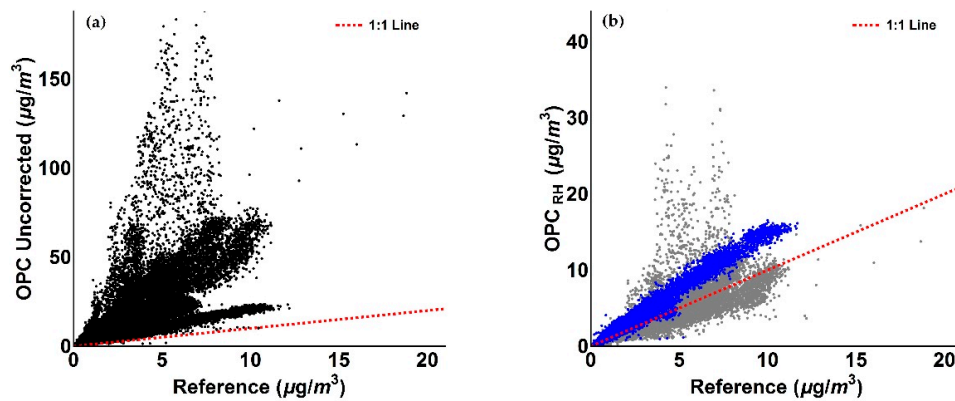 (a)
1:1 Line
OPC Uncorrected (μg/m³)
150
100
50
0
0
5
10
15
20
Reference (μg/m³)
(b)
1:1 Line
OPC RH (μg/m³)
40
30
20
10
0
0
5
10
15
20
Reference (μg/m³)